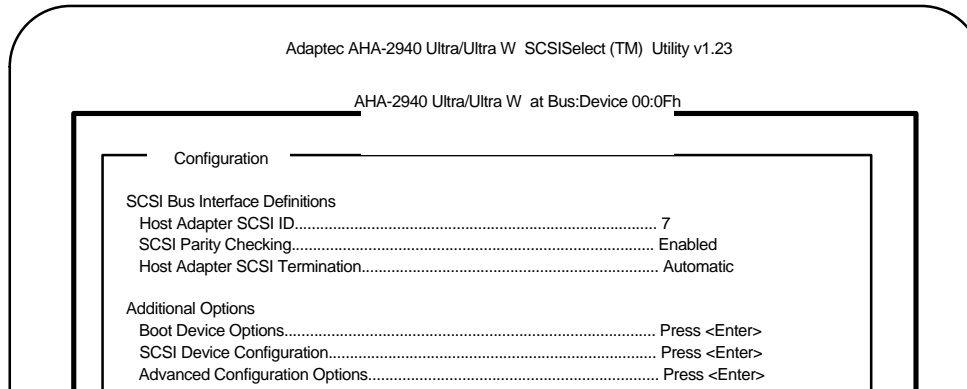 Adaptec AHA-2940 Ultra/Ultra W SCSISelect (TM) Utility v1.23
AHA-2940 Ultra/Ultra W at Bus:Device 00:0Fh
Configuration
SCSI Bus Interface Definitions
Host Adapter SCSI ID..................................................................................... 7
SCSI Parity Checking..................................................................................... Enabled
Host Adapter SCSI Termination...................................................................... Automatic
Additional Options
Boot Device Options....................................................................................... Press <Enter>
SCSI Device Configuration............................................................................. Press <Enter>
Advanced Configuration Options.................................................................... Press <Enter>